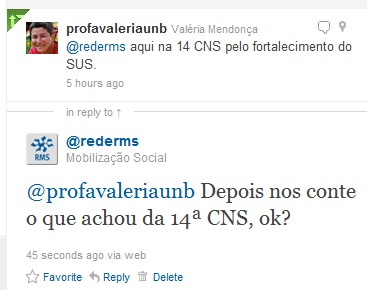 profavaleriaunb Valéria Mendonça
@rederms aqui na 14 CNS pelo fortalecimento do
SUS.
5 hours ago
in reply to ↑
@rederms
Mobilização Social
RMS
@profavaleriaunb Depois nos conte
o que achou da 14ª CNS, ok?
45 seconds ago via web
Favorite Reply Delete